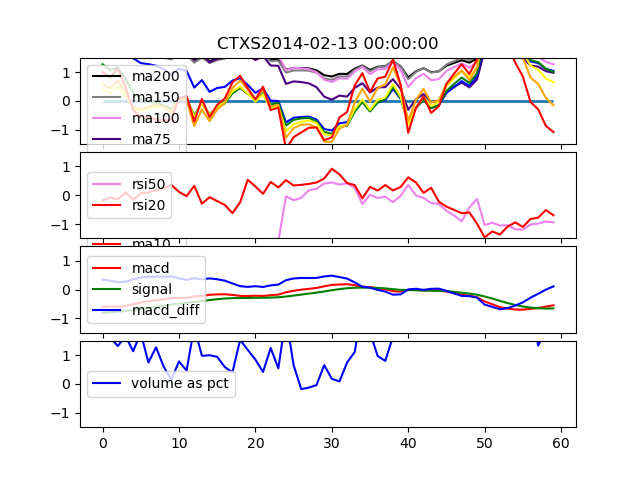 CTXS2014-02-13 00:00:00
1
0
−1
ma200
ma150
ma100
ma75
1
0
−1
rsi50
rsi20
ma10
1
0
−1
macd
signal
macd_diff
1
0
−1
volume as pct
0 10 20 30 40 50 60